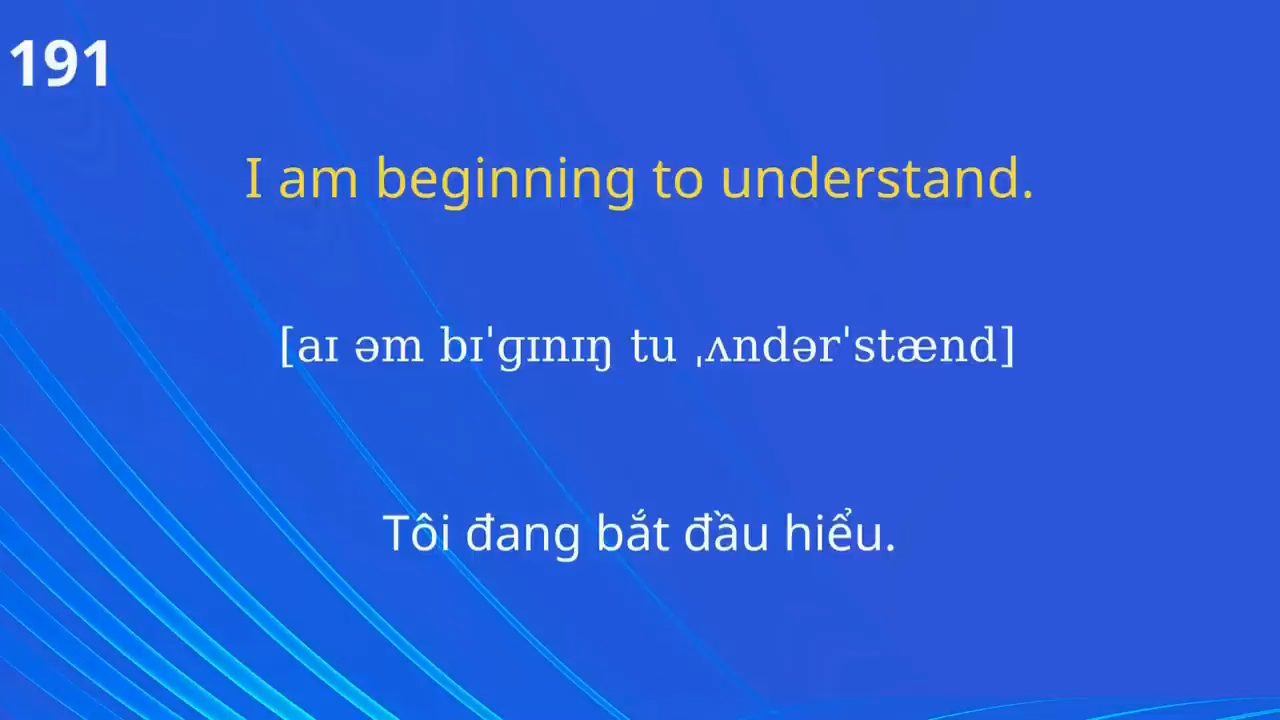 191
I am beginning to understand.
[aɪ əm bɪˈɡɪnɪŋ tu ˌʌndərˈstænd]
Tôi đang bắt đầu hiểu.